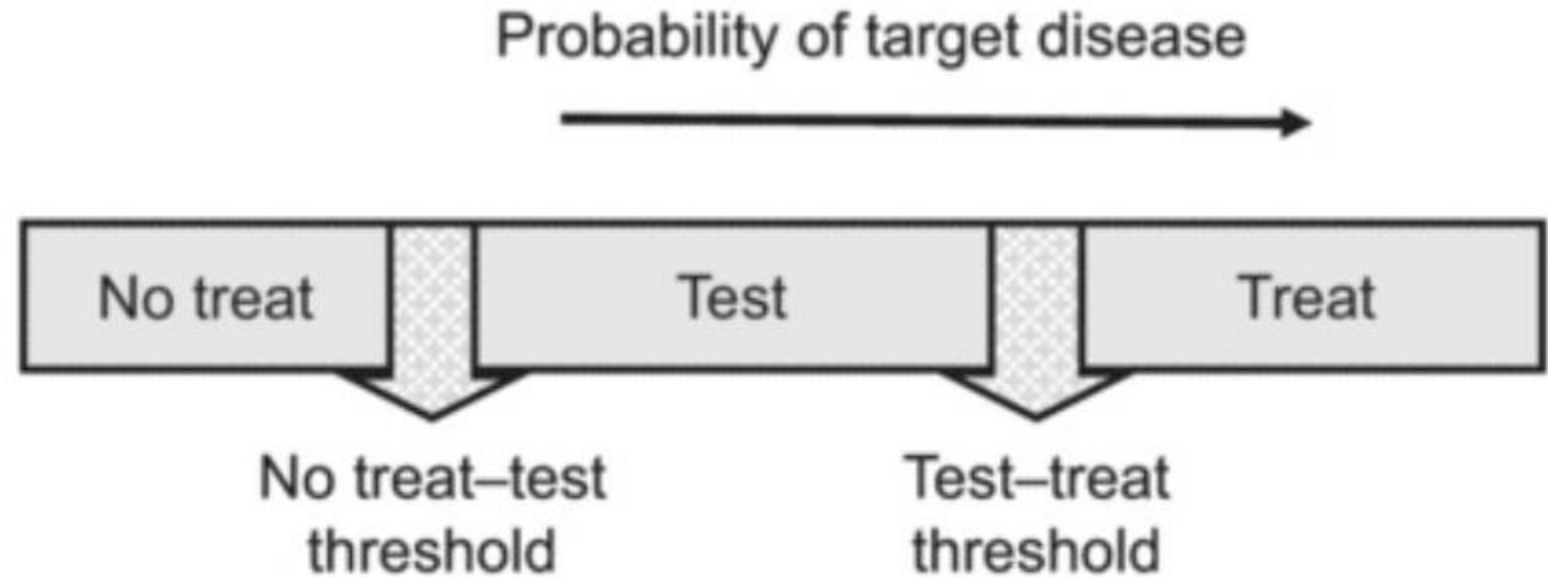 Probability of target disease
No treat
Test
Treat
No treat–test
threshold
Test–treat
threshold